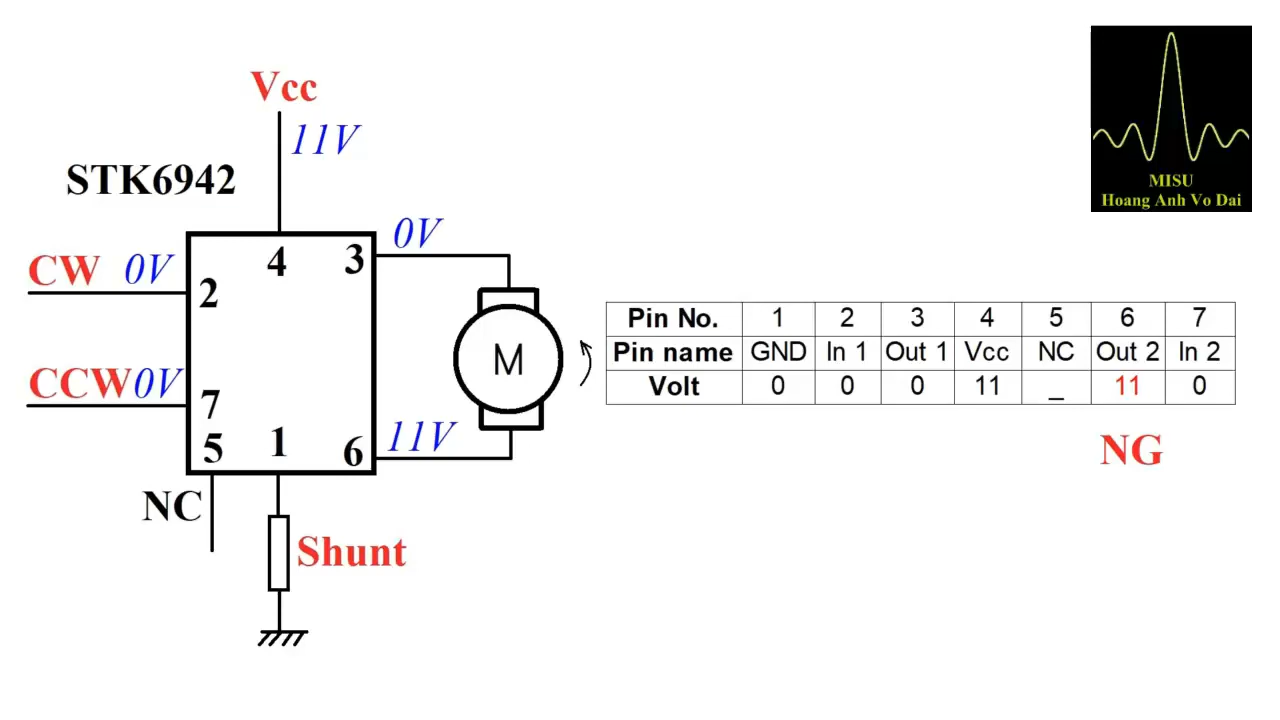 Vcc
11V
STK6942
0V
4
3
CW 0V
2
M
CCW 0V
7
5
1
6
11V
NC
Shunt
MISU
Hoang Anh Vo Dai
Pin No. 1 2 3 4 5 6 7
Pin name GND In 1 Out 1 Vcc NC Out 2 In 2
Volt 0 0 0 11 _ 11 0
NG